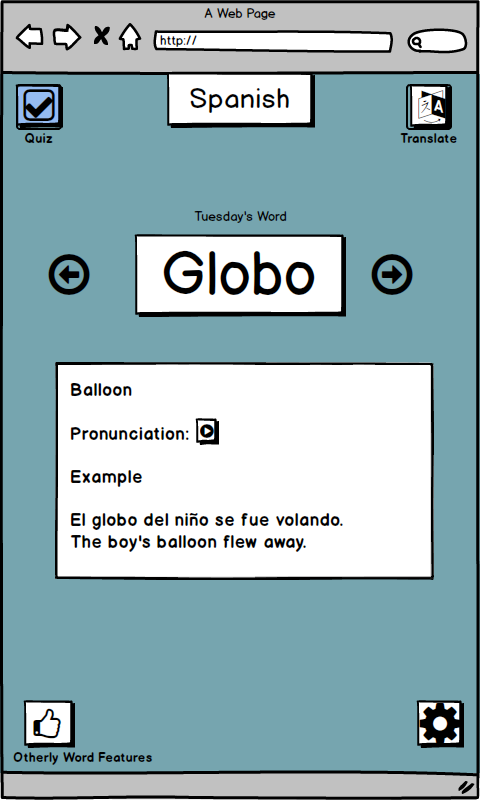 A Web Page
http://
Spanish
Quiz
Translate
Tuesday's Word
Globo
Balloon
Pronunciation:
Example
El globo del niño se fue volando.
The boy's balloon flew away.
Otherly Word Features